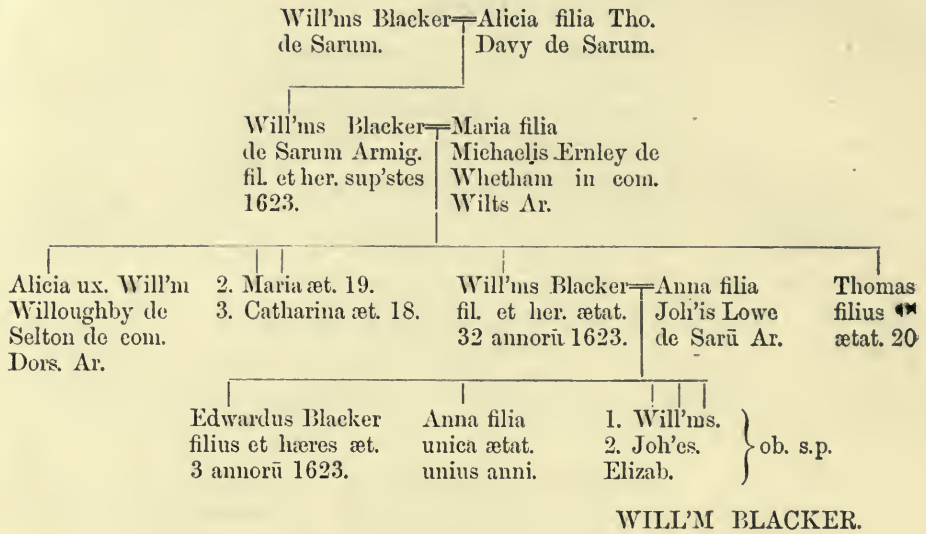 Will'ms Blacker
de Sarum.
Alicia filia Tho.
Davy de Sarum.
Will'ms Blacker
de Sarum Armig.
fil. et her. sup'stes
1623.
Maria filia
Michaelis Ernley de
Whetham in com.
Wilts Ar.
Alicia ux. Will'm
Willoughby de
Selton de com.
Dors. Ar.
2. Maria æt. 19.
3. Catharina æt. 18.
Will'ms Blacker
fil. et her. ætat.
32 annorū 1623.
Anna filia
Joh'is Lowe
de Sarū Ar.
Thomas
filius
ætat. 20
Edwardus Blacker
filius et hæres æt.
3 annorū 1623.
Anna filia
unica ætat.
unius anni.
1. Will'ms.
2. Joh'es.
Elizab.
ob. s.p.
WILL'M BLACKER.